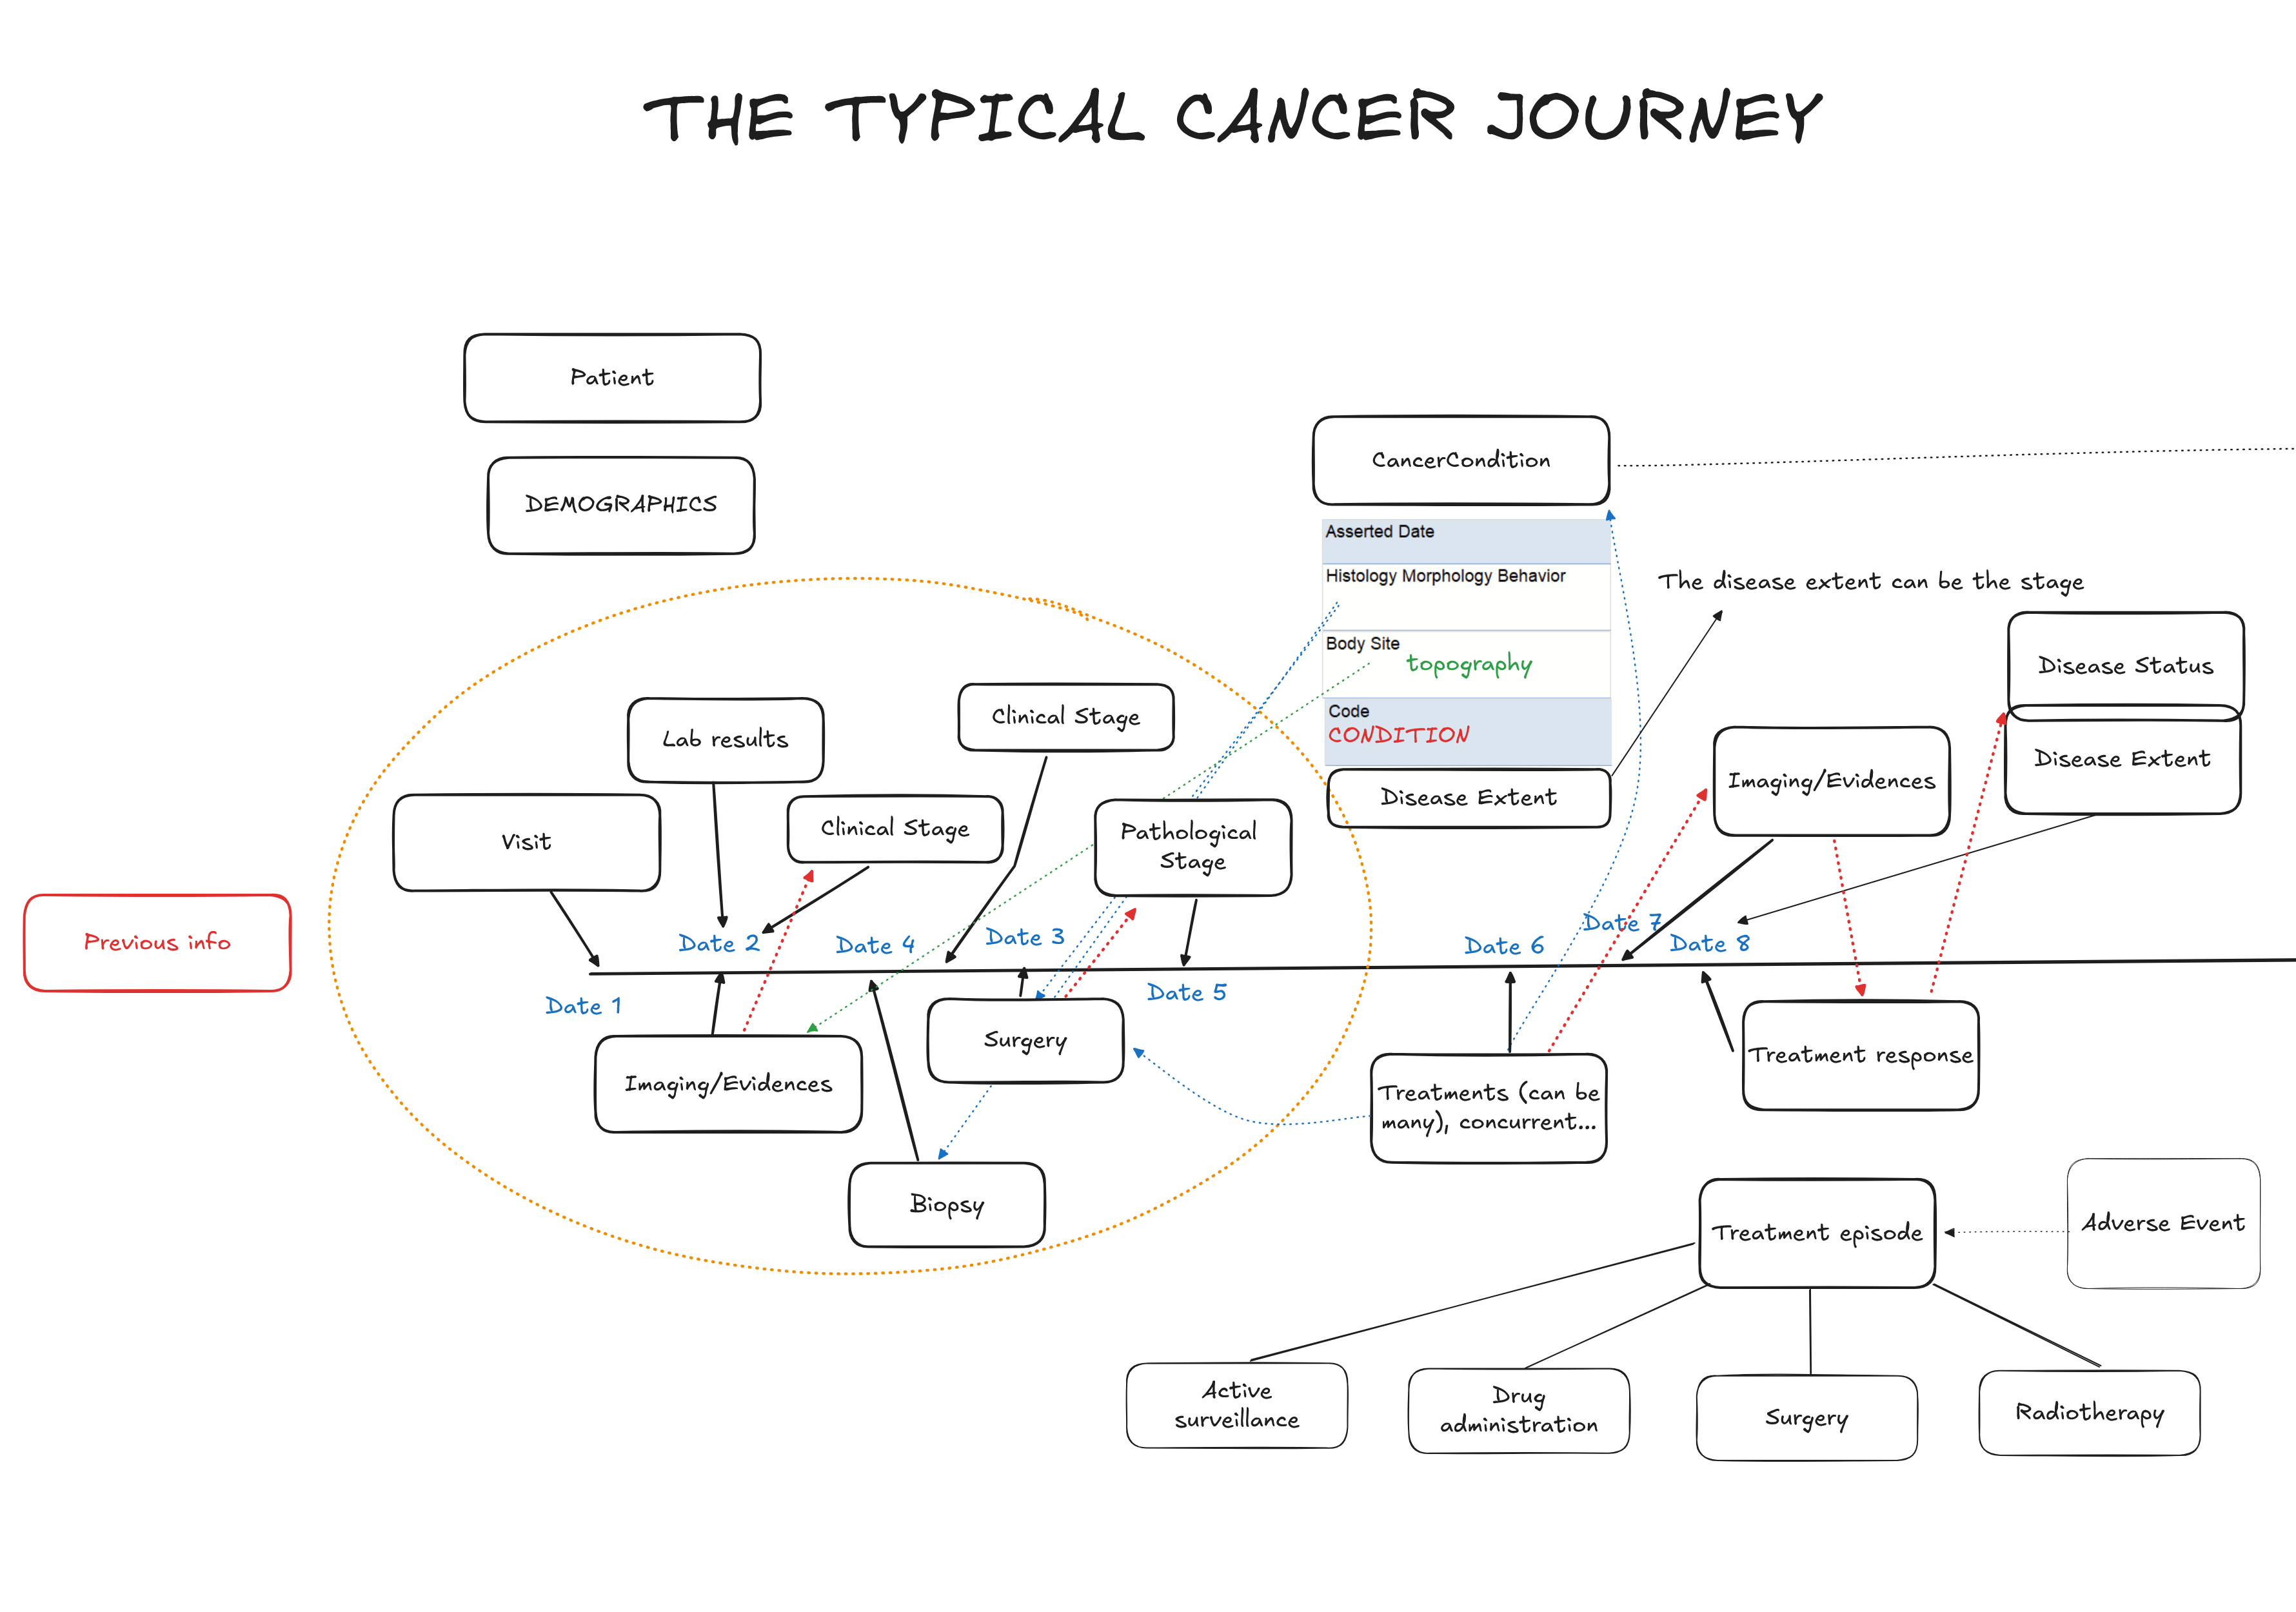 THE TYPICAL CANCER JOURNEY
Patient
DEMOGRAPHICS
CancerCondition
Asserted Date
Histology Morphology Behavior
Body Site
topography
Code
CONDITION
Disease Extent
The disease extent can be the stage
Disease Status
Disease Extent
Imaging/Evidences
Clinical Stage
Lab results
Clinical Stage
Visit
Pathological
Stage
Previous info
Date 1
Date 2
Date 4
Date 3
Date 5
Date 6
Date 7
Date 8
Imaging/Evidences
Surgery
Biopsy
Treatments (can be
many), concurrent...
Treatment response
Treatment episode
Adverse Event
Active
surveillance
Drug
administration
Surgery
Radiotherapy